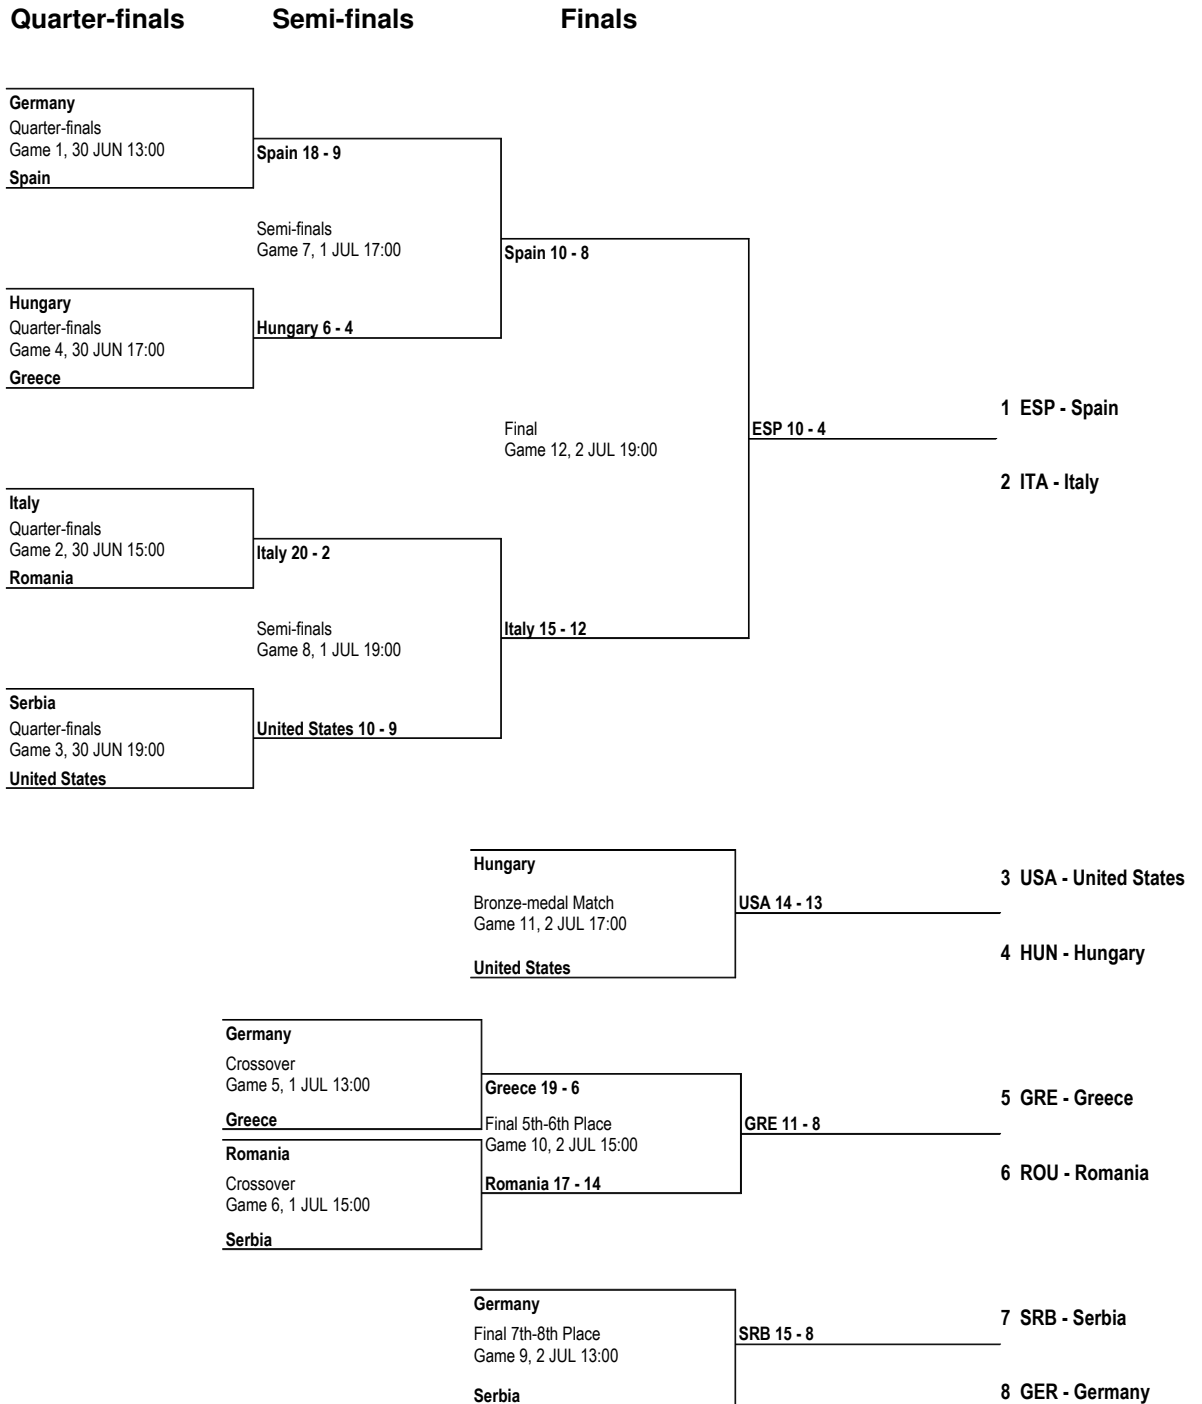 Quarter-finals Semi-finals Finals
Germany
Quarter-finals
Game 1, 30 JUN 13:00
Spain
Spain 18 - 9
Semi-finals
Game 7, 1 JUL 17:00
Spain 10 - 8
Hungary
Quarter-finals
Game 4, 30 JUN 17:00
Greece
Hungary 6 - 4
Final
Game 12, 2 JUL 19:00
ESP 10 - 4
1 ESP - Spain
2 ITA - Italy
Italy
Quarter-finals
Game 2, 30 JUN 15:00
Romania
Italy 20 - 2
Semi-finals
Game 8, 1 JUL 19:00
Italy 15 - 12
Serbia
Quarter-finals
Game 3, 30 JUN 19:00
United States
United States 10 - 9
Hungary
Bronze-medal Match
Game 11, 2 JUL 17:00
United States
USA 14 - 13
3 USA - United States
4 HUN - Hungary
Germany
Crossover
Game 5, 1 JUL 13:00
Greece
Greece 19 - 6
Final 5th-6th Place
Game 10, 2 JUL 15:00
Romania 17 - 14
Romania
Crossover
Game 6, 1 JUL 15:00
Serbia
GRE 11 - 8
5 GRE - Greece
6 ROU - Romania
Germany
Final 7th-8th Place
Game 9, 2 JUL 13:00
Serbia
SRB 15 - 8
7 SRB - Serbia
8 GER - Germany